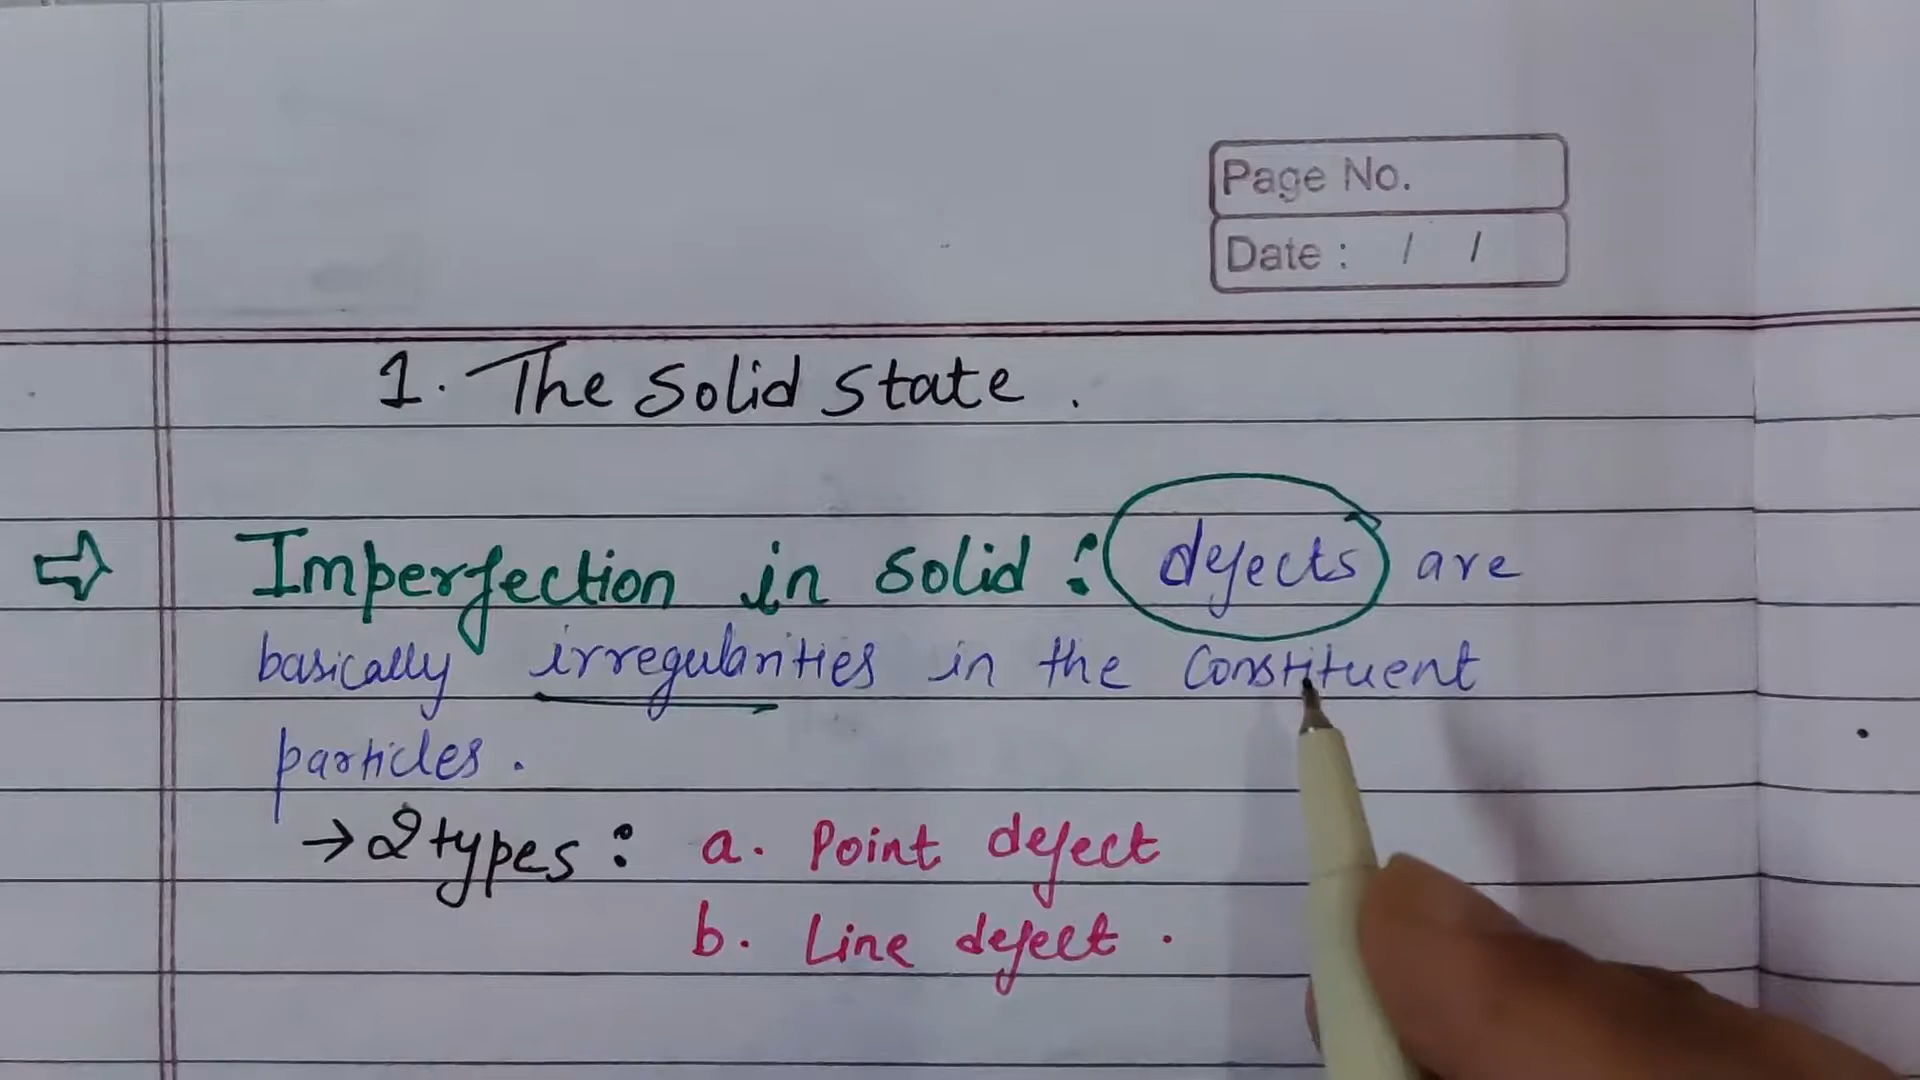 Page No.
Date : / /
1. The Solid State.
⇨ Imperfection in solid : defects are
basically irregularities in the constituent
particles.
→ 2 types : a. Point defect
b. Line defect.